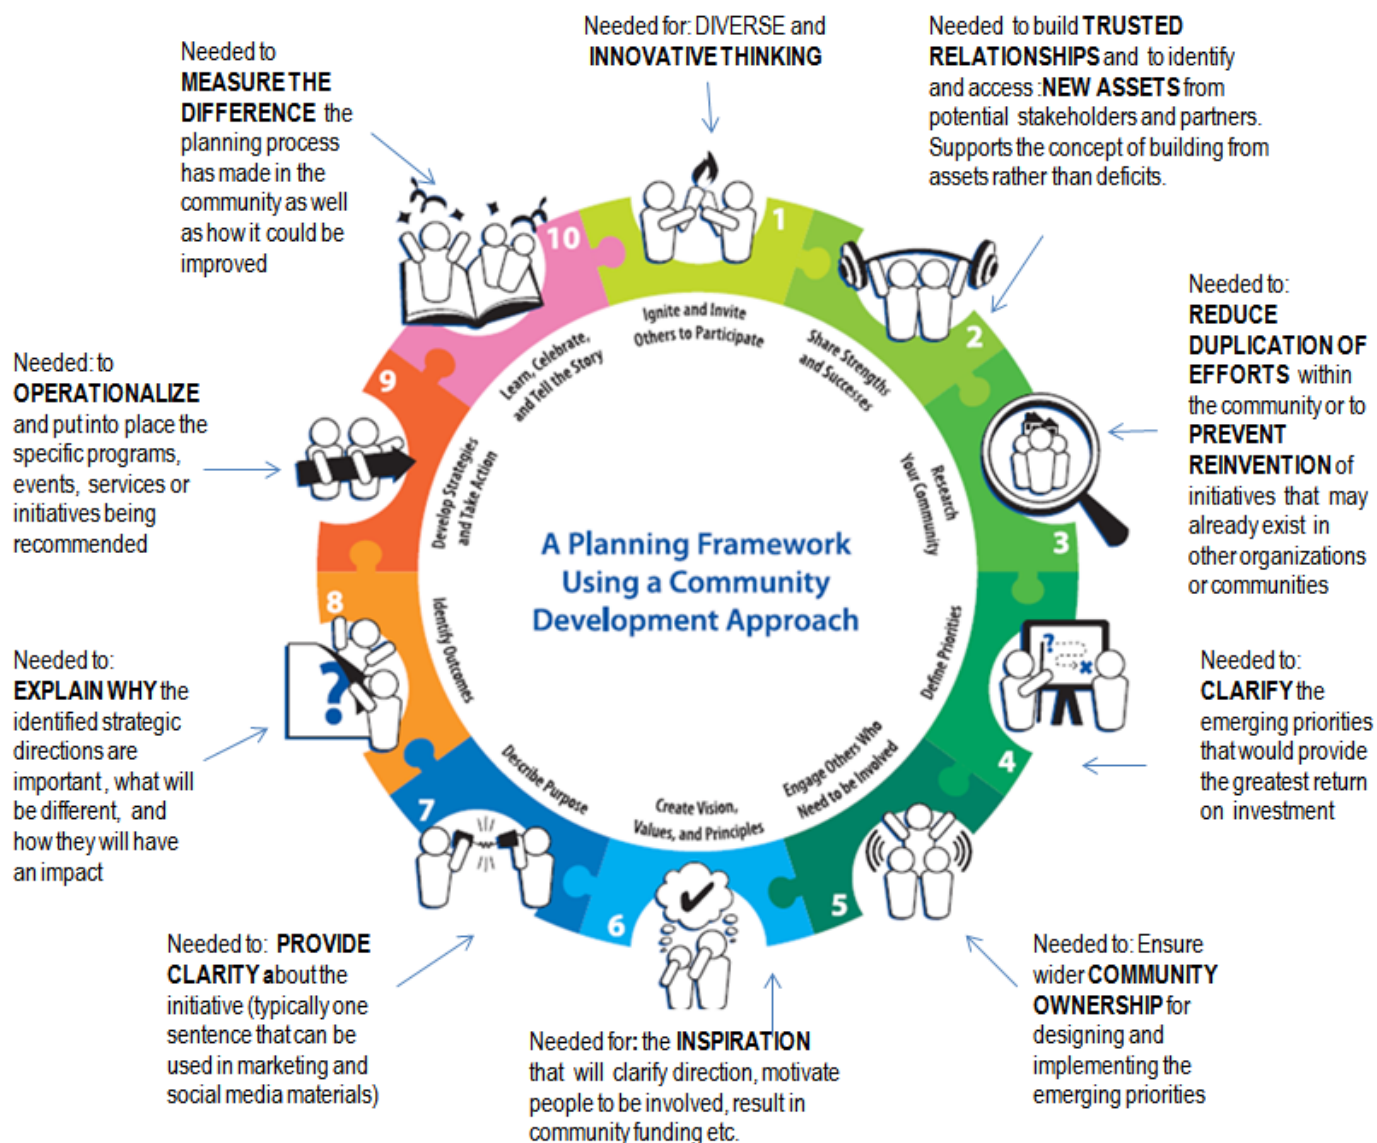 Needed for: DIVERSE and
INNOVATIVE THINKING
Needed to build TRUSTED
RELATIONSHIPS and to identify
and access :NEW ASSETS from
potential stakeholders and partners.
Supports the concept of building from
assets rather than deficits.
Needed to
MEASURE THE
DIFFERENCE the
planning process
has made in the
community as well
as how it could be
improved
Needed to:
REDUCE
DUPLICATION OF
EFFORTS within
the community or to
PREVENT
REINVENTION of
initiatives that may
already exist in
other organizations
or communities
Needed: to
OPERATIONALIZE
and put into place the
specific programs,
events, services or
initiatives being
recommended
1
Ignite and Invite
Others to Participate
2
Share Strengths
and Successes
3
Research
Your Community
4
Define Priorities
5
Engage Others Who
Need to be Involved
6
Create Vision,
Values, and Principles
7
Describe Purpose
8
Identify Outcomes
?
9
Develop Strategies
and Take Action
10
Learn, Celebrate,
and Tell the Story
?
A Planning Framework
Using a Community
Development Approach
Needed to:
EXPLAIN WHY the
identified strategic
directions are
important, what will
be different, and
how they will have
an impact
Needed to:
CLARIFY the
emerging priorities
that would provide
the greatest return
on investment
Needed to: PROVIDE
CLARITY about the
initiative (typically one
sentence that can be
used in marketing and
social media materials)
Needed for: the INSPIRATION
that will clarify direction, motivate
people to be involved, result in
community funding etc.
Needed to: Ensure
wider COMMUNITY
OWNERSHIP for
designing and
implementing the
emerging priorities